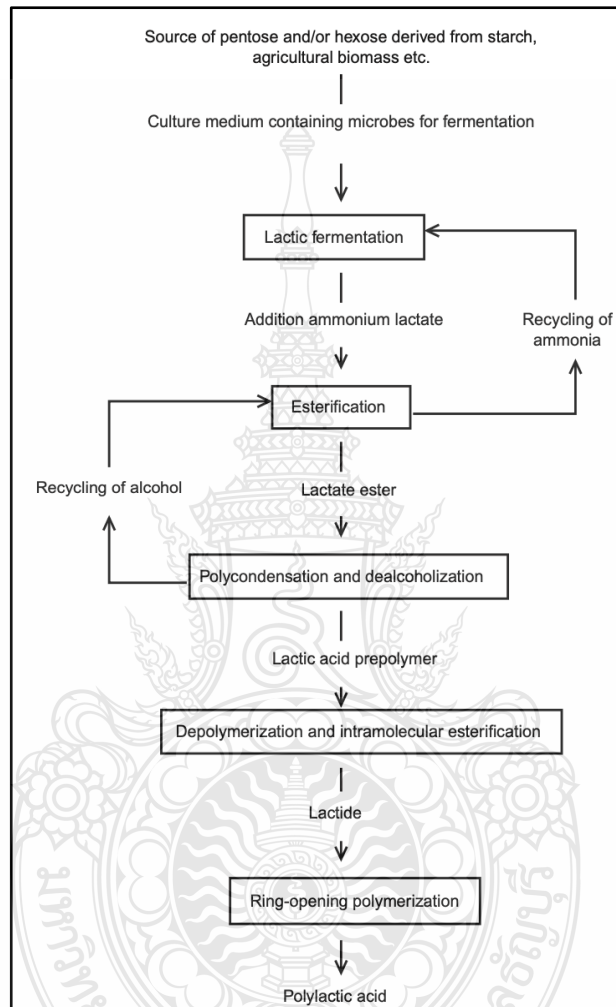 Source of pentose and/or hexose derived from starch,
agricultural biomass etc.
Culture medium containing microbes for fermentation
Lactic fermentation
Addition ammonium lactate
Recycling of
ammonia
Esterification
Recycling of alcohol
Lactate ester
Polycondensation and dealcoholization
Lactic acid prepolymer
Depolymerization and intramolecular esterification
Lactide
Ring-opening polymerization
Polylactic acid